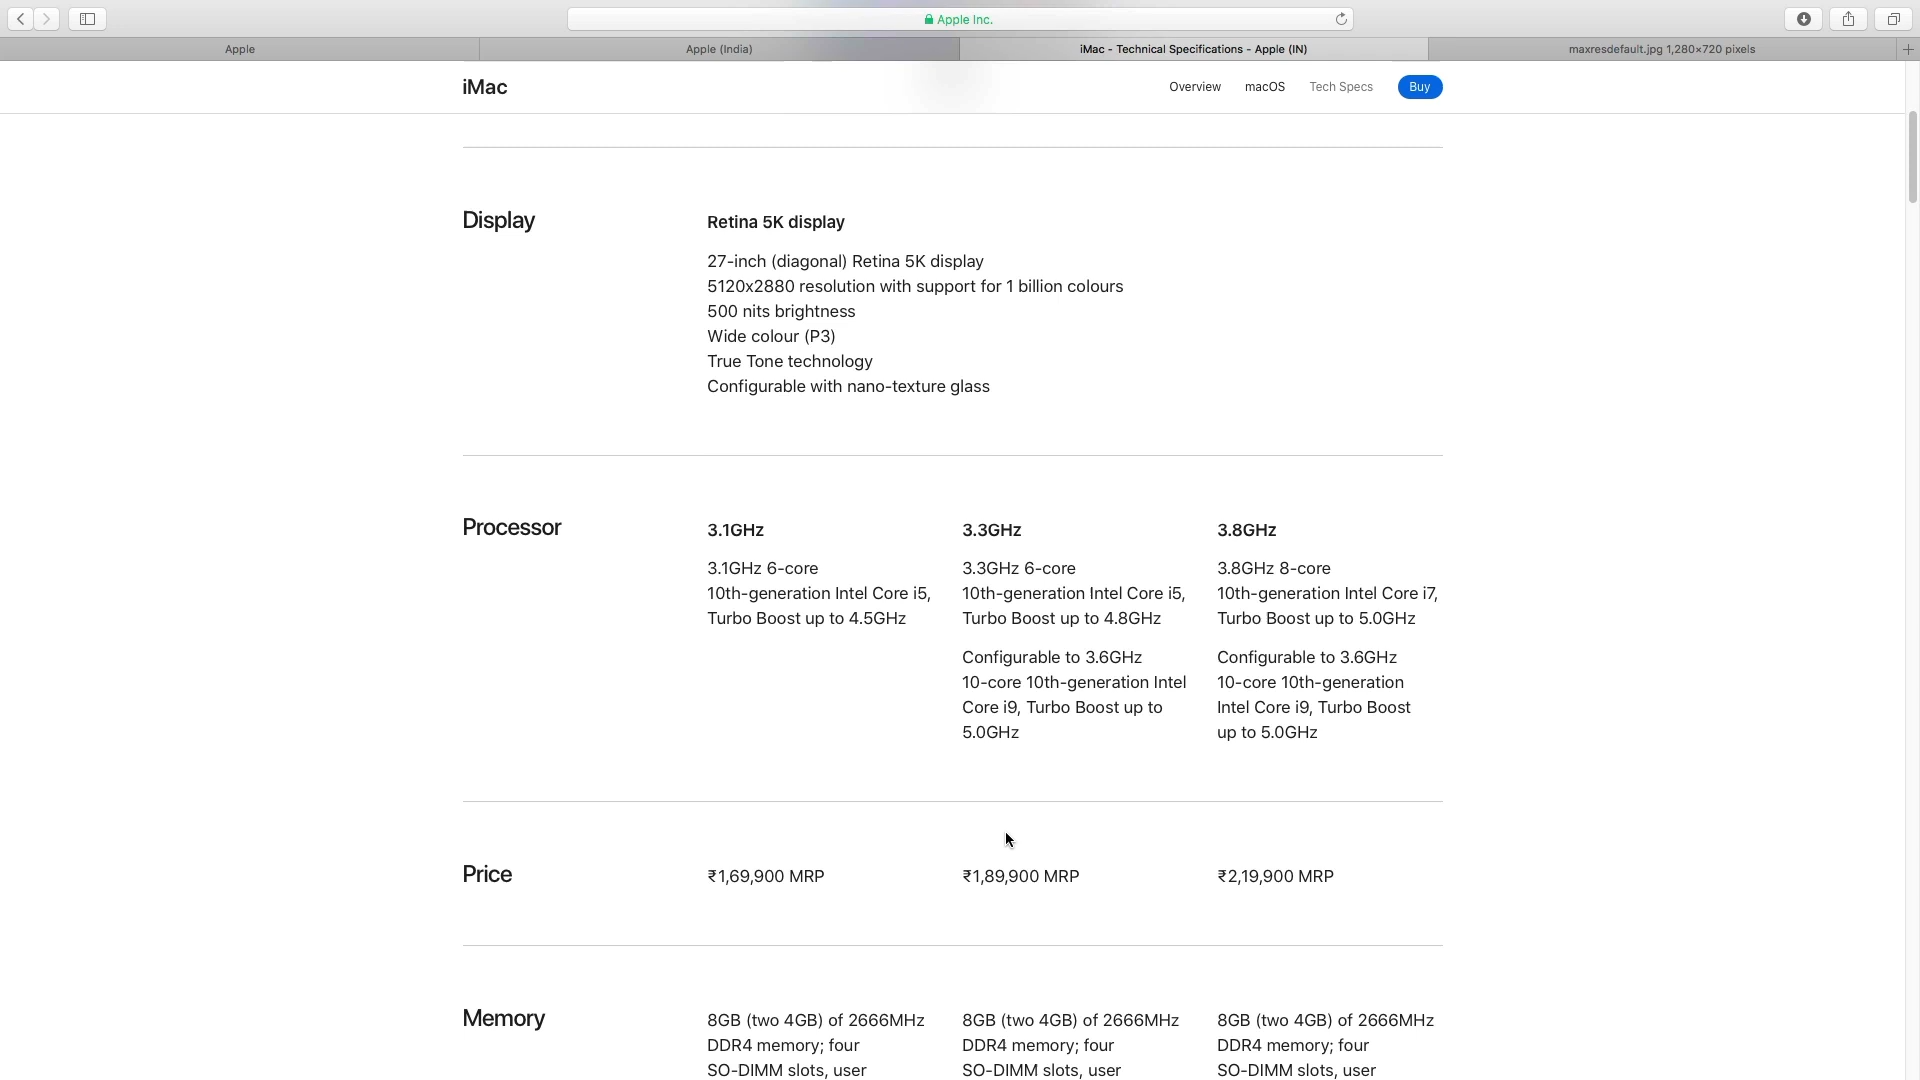 Apple Inc.
Apple
Apple (India)
iMac - Technical Specifications - Apple (IN)
maxresdefault.jpg 1,280×720 pixels
iMac
Overview
macOS
Tech Specs
Buy
Display
Retina 5K display
27-inch (diagonal) Retina 5K display
5120x2880 resolution with support for 1 billion colours
500 nits brightness
Wide colour (P3)
True Tone technology
Configurable with nano-texture glass
Processor
3.1GHz
3.1GHz 6-core
10th-generation Intel Core i5,
Turbo Boost up to 4.5GHz
3.3GHz
3.3GHz 6-core
10th-generation Intel Core i5,
Turbo Boost up to 4.8GHz
Configurable to 3.6GHz
10-core 10th-generation Intel
Core i9, Turbo Boost up to
5.0GHz
3.8GHz
3.8GHz 8-core
10th-generation Intel Core i7,
Turbo Boost up to 5.0GHz
Configurable to 3.6GHz
10-core 10th-generation
Intel Core i9, Turbo Boost
up to 5.0GHz
Price
₹1,69,900 MRP
₹1,89,900 MRP
₹2,19,900 MRP
Memory
8GB (two 4GB) of 2666MHz
DDR4 memory; four
SO-DIMM slots, user
8GB (two 4GB) of 2666MHz
DDR4 memory; four
SO-DIMM slots, user
8GB (two 4GB) of 2666MHz
DDR4 memory; four
SO-DIMM slots, user